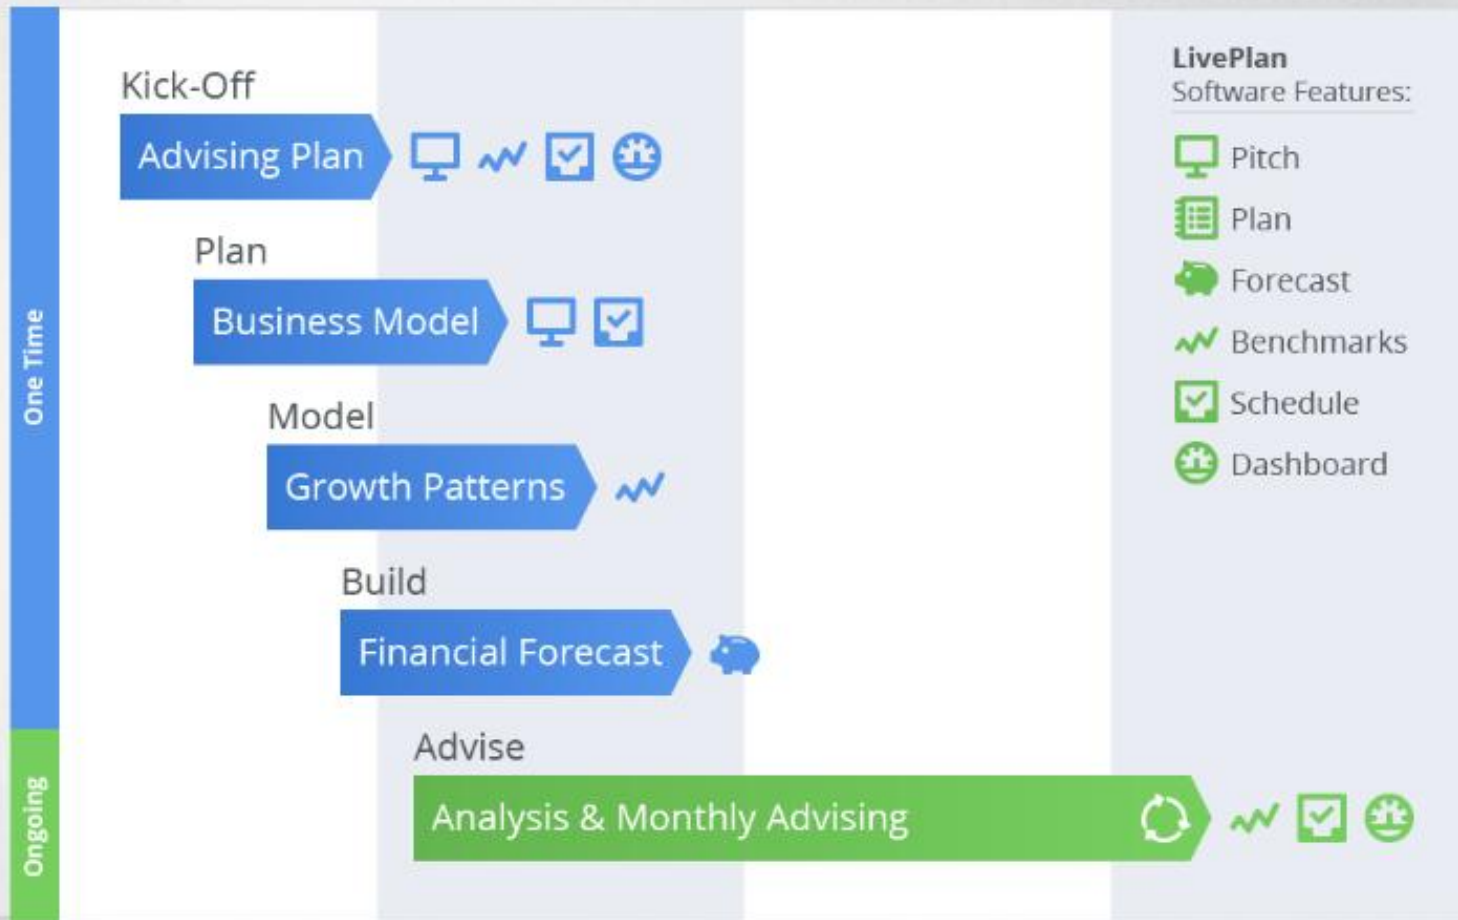 Kick-Off
Advising Plan
Plan
Business Model
Model
Growth Patterns
Build
Financial Forecast
Advise
Analysis & Monthly Advising
One Time
Ongoing
LivePlan
Software Features:
Pitch
Plan
Forecast
Benchmarks
Schedule
Dashboard